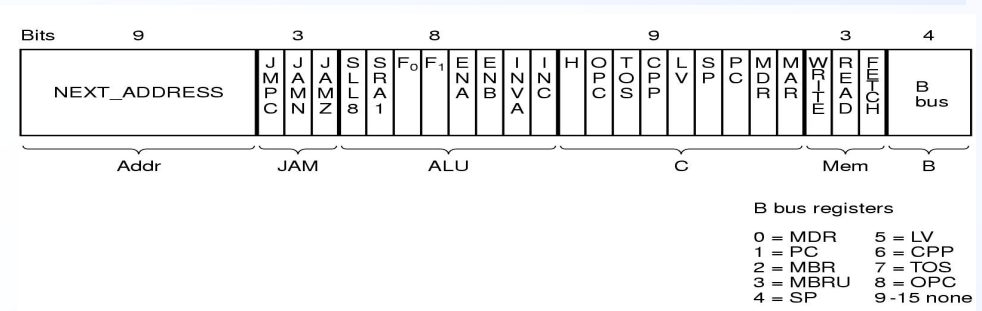 Bits 9 3 8 9 3 4
NEXT_ADDRESS JMPC JAMN JAMZ SLL8 SRA1 F0 F1 ENA ENB INVA INC H OPC TOS CPP LV SP PC MDR MAR WRITE READ FETCH B bus
Addr JAM ALU C Mem B
B bus registers
0 = MDR 5 = LV
1 = PC 6 = CPP
2 = MBR 7 = TOS
3 = MBRU 8 = OPC
4 = SP 9-15 none